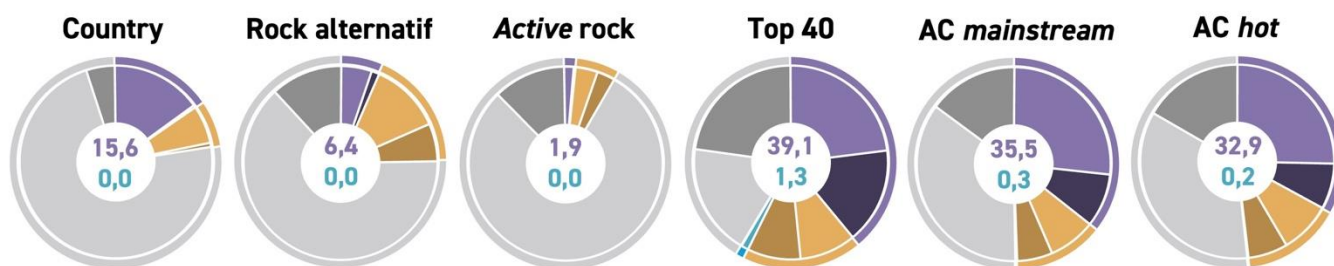 Country
Rock alternatif
Active rock
Top 40
AC mainstream
AC hot
15,6
0,0
6,4
0,0
1,9
0,0
39,1
1,3
35,5
0,3
32,9
0,2